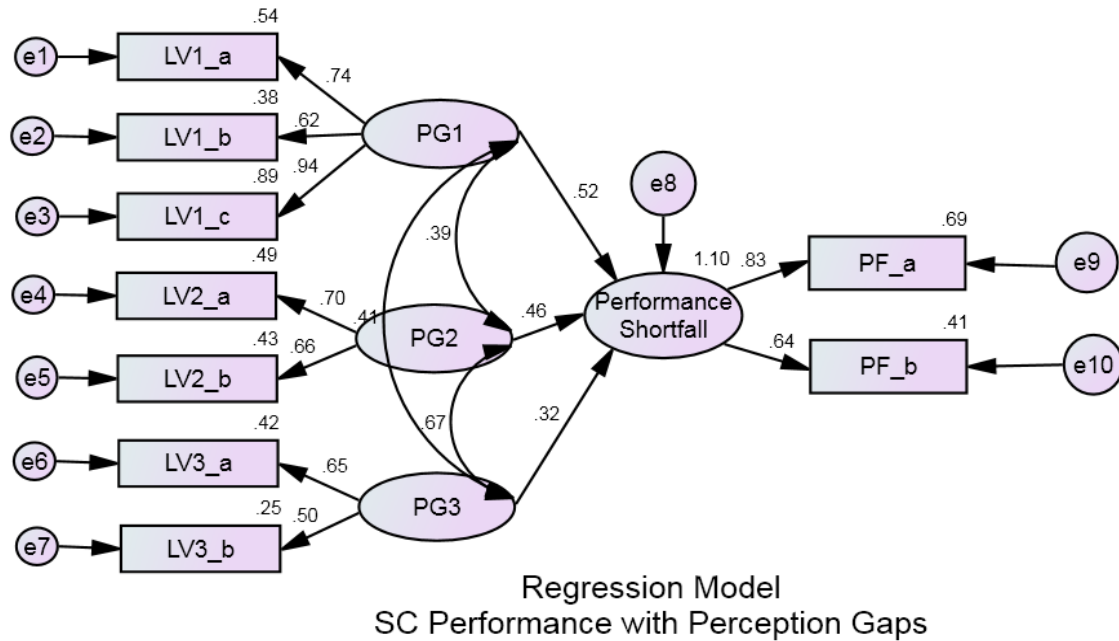 .54
e1
LV1_a
.74
.38
e2
LV1_b
.62
PG1
.94
.89
e3
LV1_c
.52
e8
.39
.49
e4
LV2_a
.70
.41
PG2
.46
1.10
.83
Performance
Shortfall
.69
PF_a
e9
.43
e5
LV2_b
.66
.64
.41
PF_b
e10
.42
e6
LV3_a
.65
.67
.32
.25
.50
PG3
e7
LV3_b
Regression Model
SC Performance with Perception Gaps